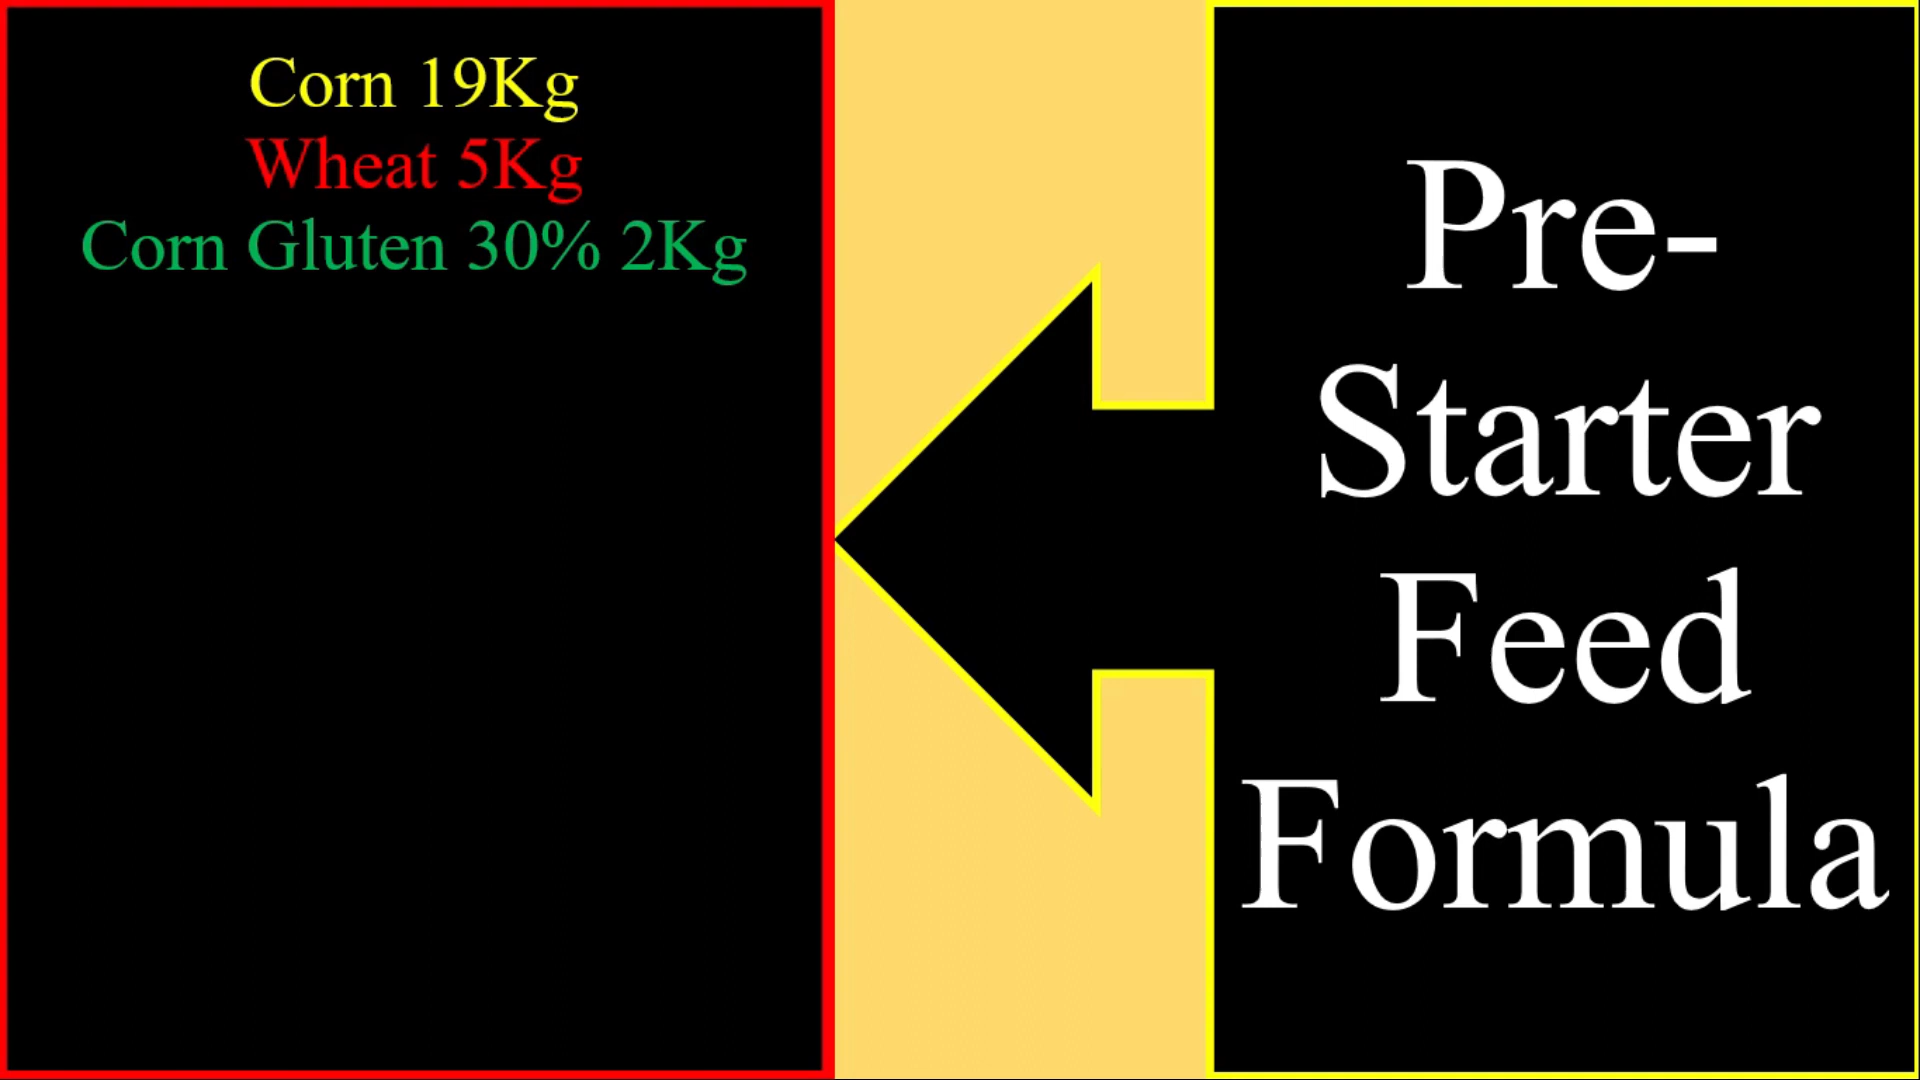 Corn 19Kg
Wheat 5Kg
Corn Gluten 30% 2Kg
Pre-
Starter
Feed
Formula